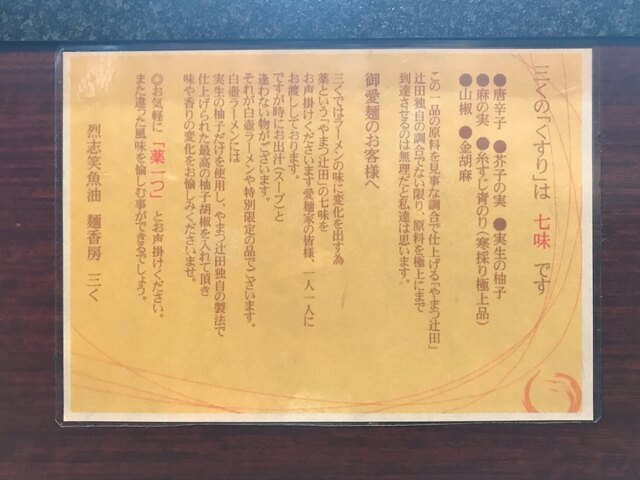 三くの「くすり」は 七味 です
●唐辛子 ●芥子の実 ●実生の柚子
●麻の実 ●糸すじ青のり(寒採り極上品)
●山椒 ●金胡麻
この一品の原料を見事な調合で仕上げる「やまつ辻田」
辻田独自の調合でない限り、原料を極上にまで
到達させるのは無理だと私達は思います。
御愛麺のお客様へ
三くではラーメンの味に変化を出す為
薬という「やまつ辻田」の七味を
お声掛けくださいます愛麺家の皆様、一人一人に
お渡ししております。
ですが時にお出汁(スープ)と
逢わない物がございます。
それが白壺ラーメンや特別限定の品でございます。
白壺ラーメンには
実生の柚子だけを使用し、やまつ辻田独自の製法で
仕上げられた最高の柚子胡椒を入れて頂き
味や香りの変化をお愉しみくださいませ。
◎お気軽に「薬一つ」とお声掛けください。
また違った風味を愉しむ事ができるでしょう。
烈志笑魚油 麺香房 三く